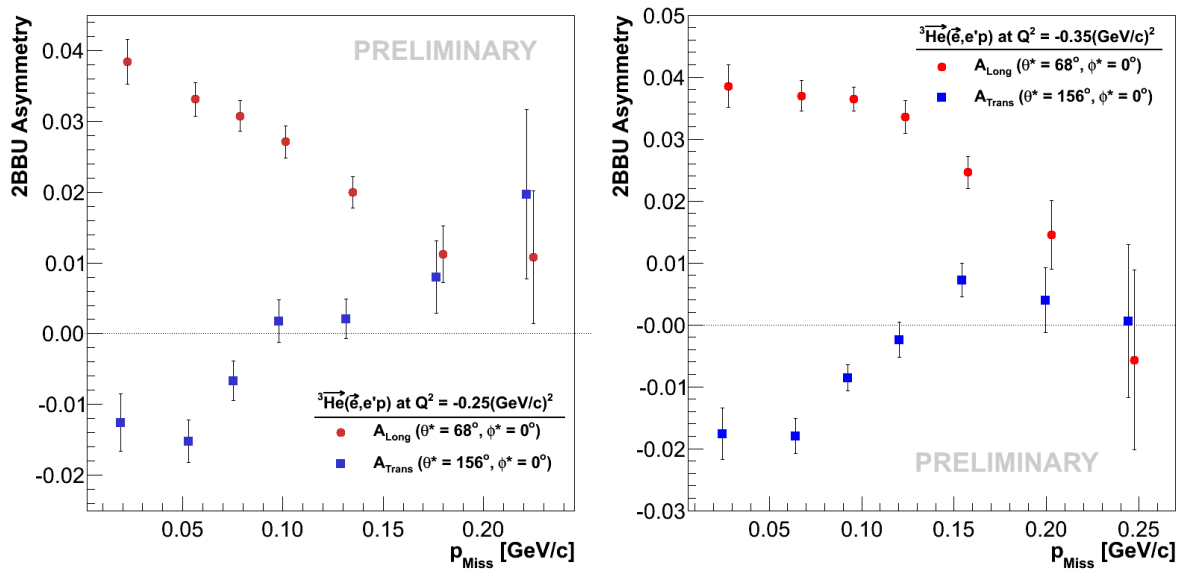 2BBU Asymmetry
0.04
0.03
0.02
0.01
0.00
-0.01
-0.02
PRELIMINARY
³He(e,e'p) at Q² = -0.25(GeV/c)²
A_Long (θ* = 68°, ϕ* = 0°)
A_Trans (θ* = 156°, ϕ* = 0°)
0.05 0.10 0.15 0.20
p_Miss [GeV/c]
2BBU Asymmetry
0.05
0.04
0.03
0.02
0.01
-0.00
-0.01
-0.02
-0.03
³He(e,e'p) at Q² = -0.35(GeV/c)²
A_Long (θ* = 68°, ϕ* = 0°)
A_Trans (θ* = 156°, ϕ* = 0°)
PRELIMINARY
0.05 0.10 0.15 0.20 0.25
p_Miss [GeV/c]